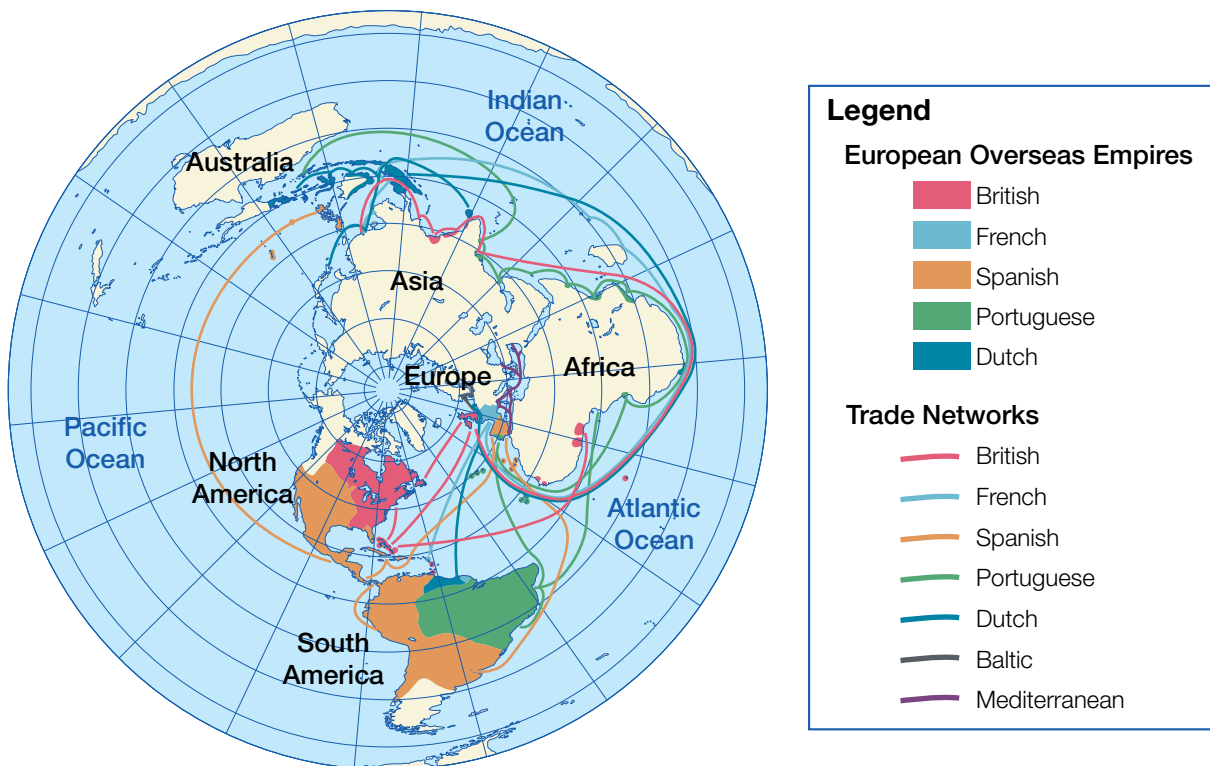 Indian
Ocean
Australia
Asia
Europe
Africa
Pacific
Ocean
North
America
Atlantic
Ocean
South
America
Legend
European Overseas Empires
British
French
Spanish
Portuguese
Dutch
Trade Networks
British
French
Spanish
Portuguese
Dutch
Baltic
Mediterranean